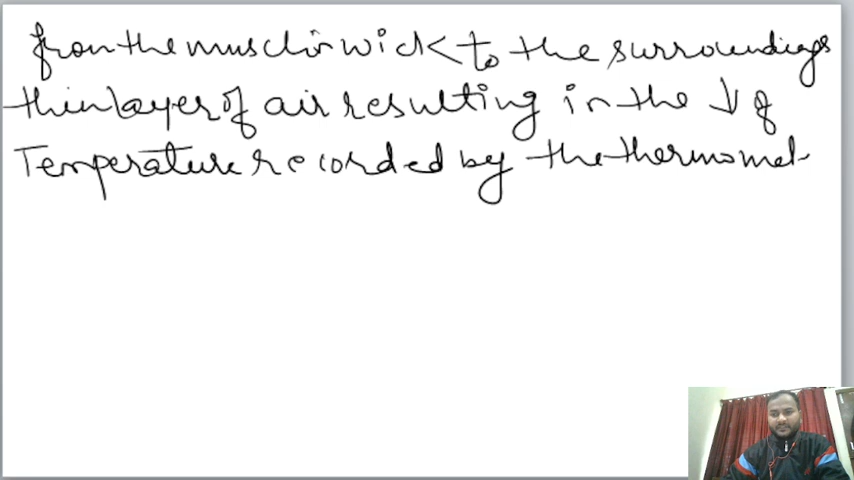 from the muslin wick to the surroundings
thin layer of air resulting in the ↓ of
Temperature recorded by the thermomet